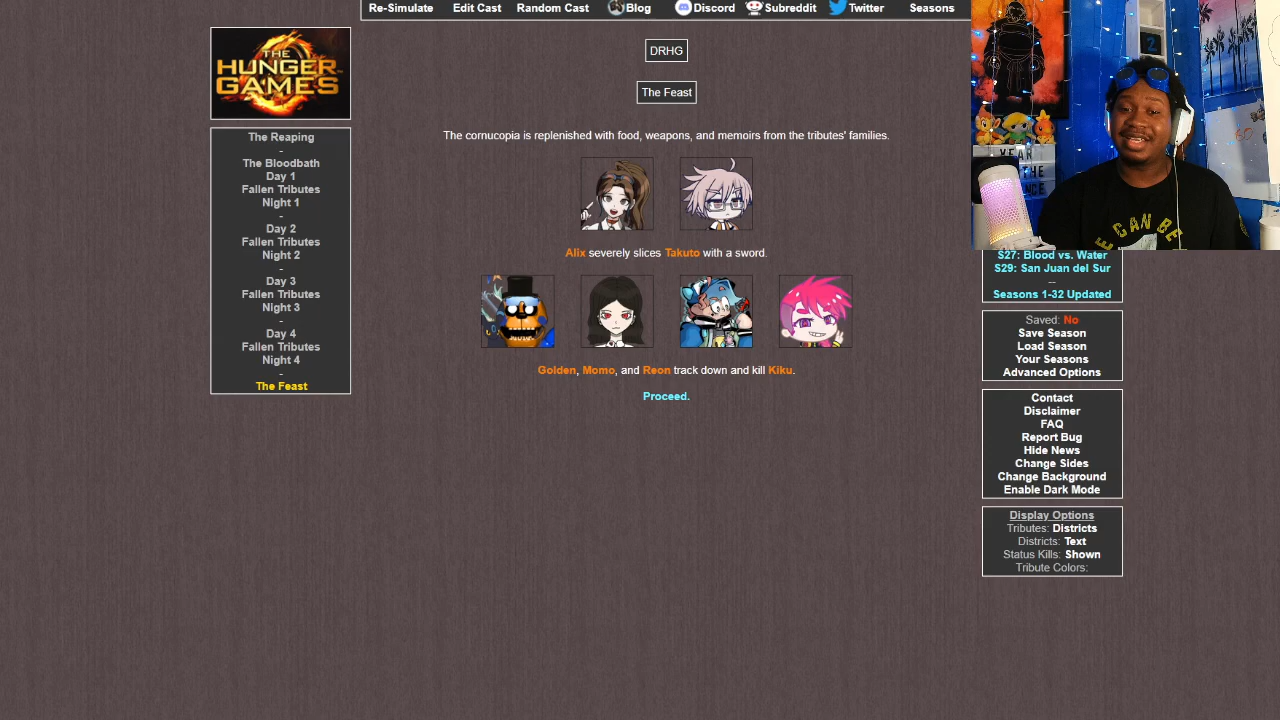 Re-Simulate Edit Cast Random Cast Blog Discord Subreddit Twitter Seasons
THE
HUNGER
GAMES
DRHG
The Feast
The cornucopia is replenished with food, weapons, and memoirs from the tributes' families.
Alix severely slices Takuto with a sword.
Golden, Momo, and Reon track down and kill Kiku.
Proceed.
The Reaping
-
The Bloodbath
Day 1
Fallen Tributes
Night 1
-
Day 2
Fallen Tributes
Night 2
-
Day 3
Fallen Tributes
Night 3
-
Day 4
Fallen Tributes
Night 4
-
The Feast
2
YEAR
THE
E CAN BE
S27: Blood vs. Water
S29: San Juan del Sur
--
Seasons 1-32 Updated
Saved: No
Save Season
Load Season
Your Seasons
Advanced Options
Contact
Disclaimer
FAQ
Report Bug
Hide News
Change Sides
Change Background
Enable Dark Mode
Display Options
Tributes: Districts
Districts: Text
Status Kills: Shown
Tribute Colors: